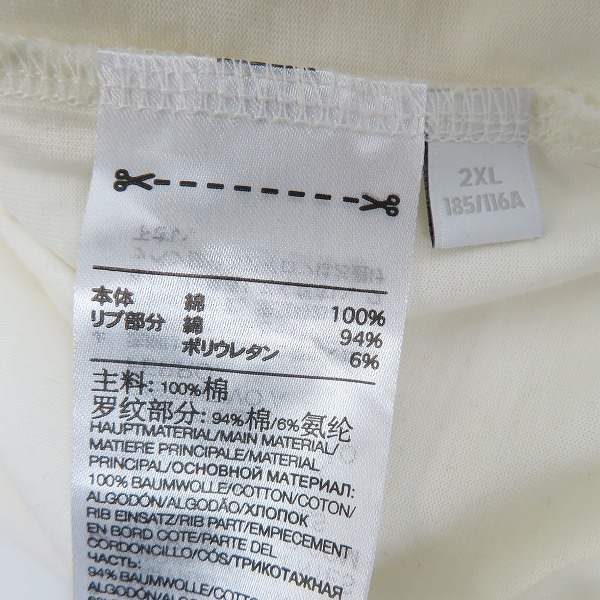 2XL
185/116A
本体 綿 100%
リブ部分 綿 94%
ポリウレタン 6%
主料: 100%棉
罗纹部分: 94%棉/6%氨纶
HAUPTMATERIAL/MAIN MATERIAL/
MATIERE PRINCIPALE/MATERIAL
PRINCIPAL/ОСНОВНОЙ МАТЕРИАЛ:
100% BAUMWOLLE/COTTON/COTON/
ALGODÓN/ALGODÃO/ХЛОПОК
RIB EINSATZ/RIB PART/EMPIECEMENT
EN BORD COTE/PARTE DEL
CORDONCILLO/CÓS/ТРИКОТАЖНАЯ
ЧАСТЬ:
94% BAUMWOLLE/COTTON/COTON/
ALGODÓN/ALGODÃO/